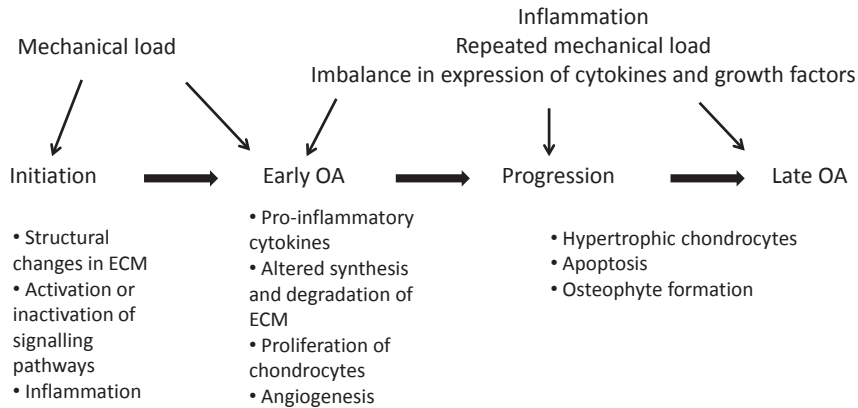 Inflammation
Mechanical load
Repeated mechanical load
Imbalance in expression of cytokines and growth factors
Initiation
Early OA
Progression
Late OA
• Structural
changes in ECM
• Activation or
inactivation of
signalling
pathways
• Inflammation
• Pro-inflammatory
cytokines
• Altered synthesis
and degradation of
ECM
• Proliferation of
chondrocytes
• Angiogenesis
• Hypertrophic chondrocytes
• Apoptosis
• Osteophyte formation